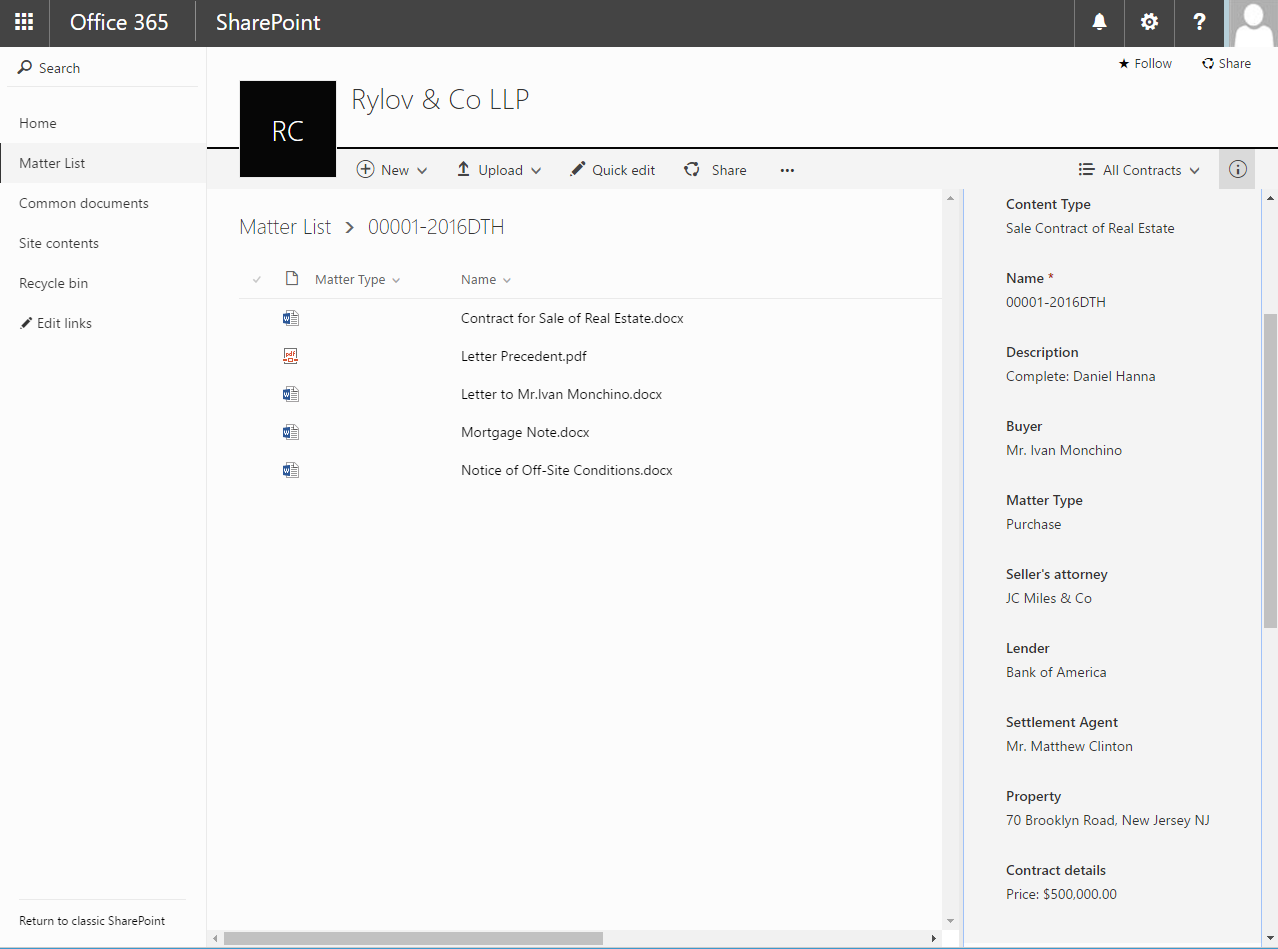 Office 365
SharePoint
?
Search
Home
Matter List
Common documents
Site contents
Recycle bin
Edit links
Return to classic SharePoint
Follow
Share
RC
Rylov & Co LLP
New
Upload
Quick edit
Share
...
All Contracts
Matter List > 00001-2016DTH
Matter Type
Name
Contract for Sale of Real Estate.docx
pdf
Letter Precedent.pdf
Letter to Mr.Ivan Monchino.docx
Mortgage Note.docx
Notice of Off-Site Conditions.docx
Content Type
Sale Contract of Real Estate
Name *
00001-2016DTH
Description
Complete: Daniel Hanna
Buyer
Mr. Ivan Monchino
Matter Type
Purchase
Seller's attorney
JC Miles & Co
Lender
Bank of America
Settlement Agent
Mr. Matthew Clinton
Property
70 Brooklyn Road, New Jersey NJ
Contract details
Price: $500,000.00